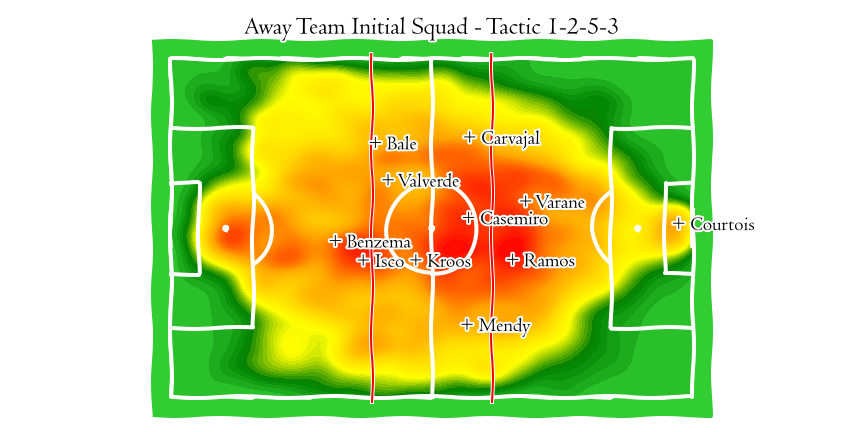 Away Team Initial Squad - Tactic 1-2-5-3
+ Bale
+ Carvajal
+ Valverde
+ Varane
+ Casemiro
+ Courtois
+ Benzema
+ Isco
+ Kroos
+ Ramos
+ Mendy